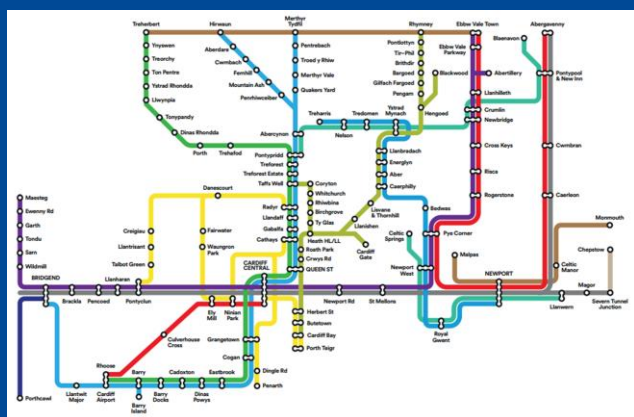 Treherbert
Hirwaun
Merthyr
Tydfil
Rhymney
Ebbw Vale Town
Abergavenny
Ynyswen
Treorchy
Ton Pentre
Ystrad Rhondda
Llwynpia
Tonypandy
Dinas Rhondda
Porth
Trehafod
Aberdare
Cwmbach
Fernhill
Mountain Ash
Penrhiwceiber
Pentrebach
Troed y Rhiw
Merthyr Vale
Quakers Yard
Abercynon
Pontypridd
Treforest
Treforest Estate
Taffs Well
Radyr
Llandaff
Gabalfa
Cathays
Pontlottyn
Tir-Phil
Brithdir
Bargoed
Gilfach Fargoed
Pengam
Hengoed
Blackwood
Ebbw Vale
Parkway
Abertillery
Llanhilleth
Crumlin
Newbridge
Cross Keys
Risca
Rogerstone
Blaenavon
Pontypool
& New Inn
Cwmbran
Caerleon
Treharris
Tredomen
Ystrad
Mynach
Nelson
Llanbradach
Energlyn
Aber
Caerphilly
Coryton
Whitchurch
Rhiwbina
Birchgrove
Ty Glas
Heath HL/LL
Roath Park
Crwys Rd
QUEEN ST
Lisvane
& Thornhill
Llanishen
Cardiff
Gate
Bedwas
Celtic
Springs
Pye Corner
Newport
West
Malpas
NEWPORT
Monmouth
Chepstow
Celtic
Manor
Magor
Severn Tunnel
Junction
Llanwern
Royal
Gwent
Maesteg
Ewenny Rd
Garth
Tondu
Sarn
Wildmill
BRIDGEND
Brackla
Pencoed
Llanharan
Pontyclun
Danescourt
Creigiau
Llantrisant
Talbot Green
Fairwater
Waungron
Park
CARDIFF
CENTRAL
Ely
Mill
Ninian
Park
Newport Rd
St Mellons
Culverhouse
Cross
Grangetown
Cogan
Herbert St
Butetown
Cardiff Bay
Porth Teigr
Dingle Rd
Penarth
Porthcawl
Llantwit
Major
Rhoose
Cardiff
Airport
Barry
Barry
Island
Cadoxton
Barry
Docks
Dinas
Powys
Eastbrook